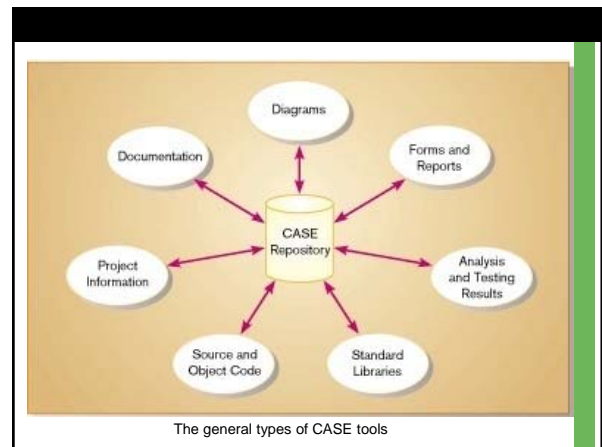 Diagrams
Documentation
Forms and
Reports
CASE
Repository
Project
Information
Analysis
and Testing
Results
Source and
Object Code
Standard
Libraries
The general types of CASE tools